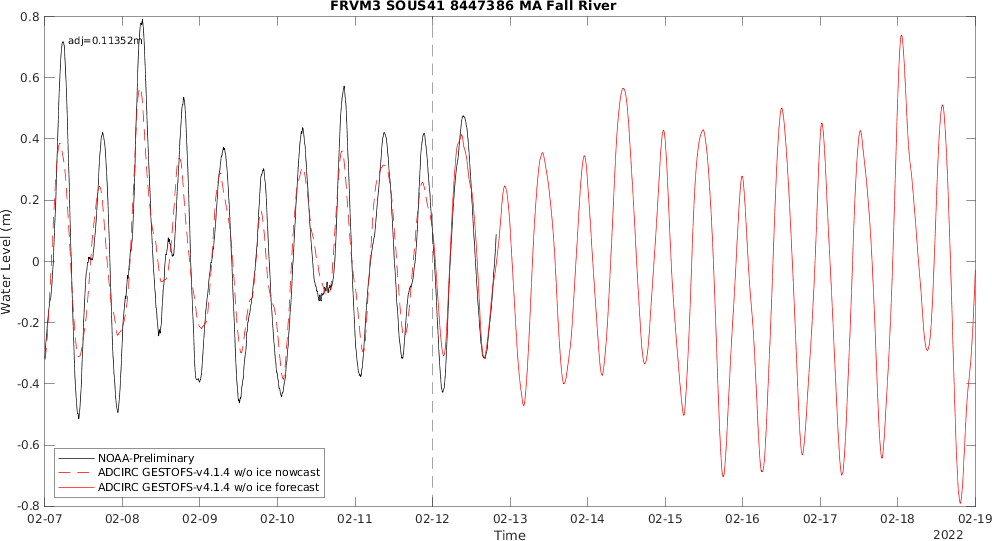 FRVM3 SOUS41 8447386 MA Fall River
adj=0.11352m
Water Level (m)
0.8
0.6
0.4
0.2
0
-0.2
-0.4
-0.6
-0.8
NOAA-Preliminary
ADCIRC GESTOFS-v4.1.4 w/o ice nowcast
ADCIRC GESTOFS-v4.1.4 w/o ice forecast
02-07 02-08 02-09 02-10 02-11 02-12 02-13 02-14 02-15 02-16 02-17 02-18 02-19
Time
2022